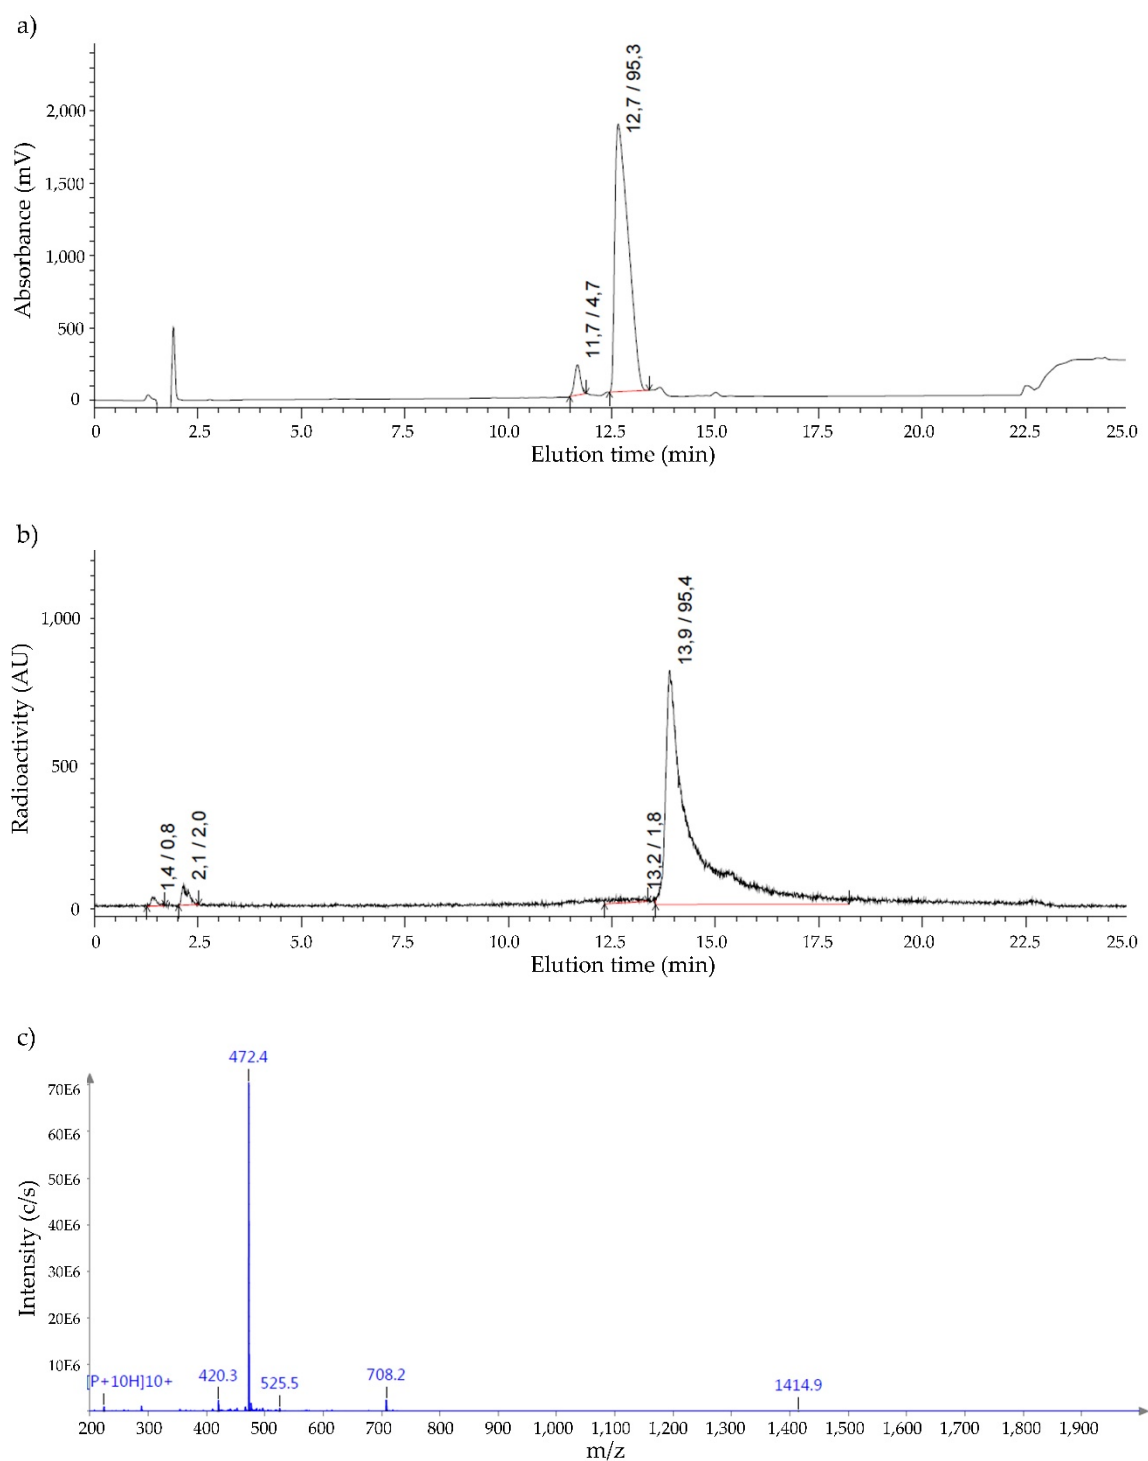 a)
Absorbance (mV)
2,000
1,500
1,000
500
0
11,7 / 4,7
12,7 / 95,3
0 2.5 5.0 7.5 10.0 12.5 15.0 17.5 20.0 22.5 25.0
Elution time (min)
b)
Radioactivity (AU)
1,000
500
0
1,4 / 0,8
2,1 / 2,0
13,2 / 1,8
13,9 / 95,4
0 2.5 5.0 7.5 10.0 12.5 15.0 17.5 20.0 22.5 25.0
Elution time (min)
c)
Intensity (c/s)
70E6
60E6
50E6
40E6
30E6
20E6
10E6
472.4
[P+10H]10+
420.3
525.5
708.2
1414.9
200 300 400 500 600 700 800 900 1,000 1,100 1,200 1,300 1,400 1,500 1,600 1,700 1,800 1,900
m/z